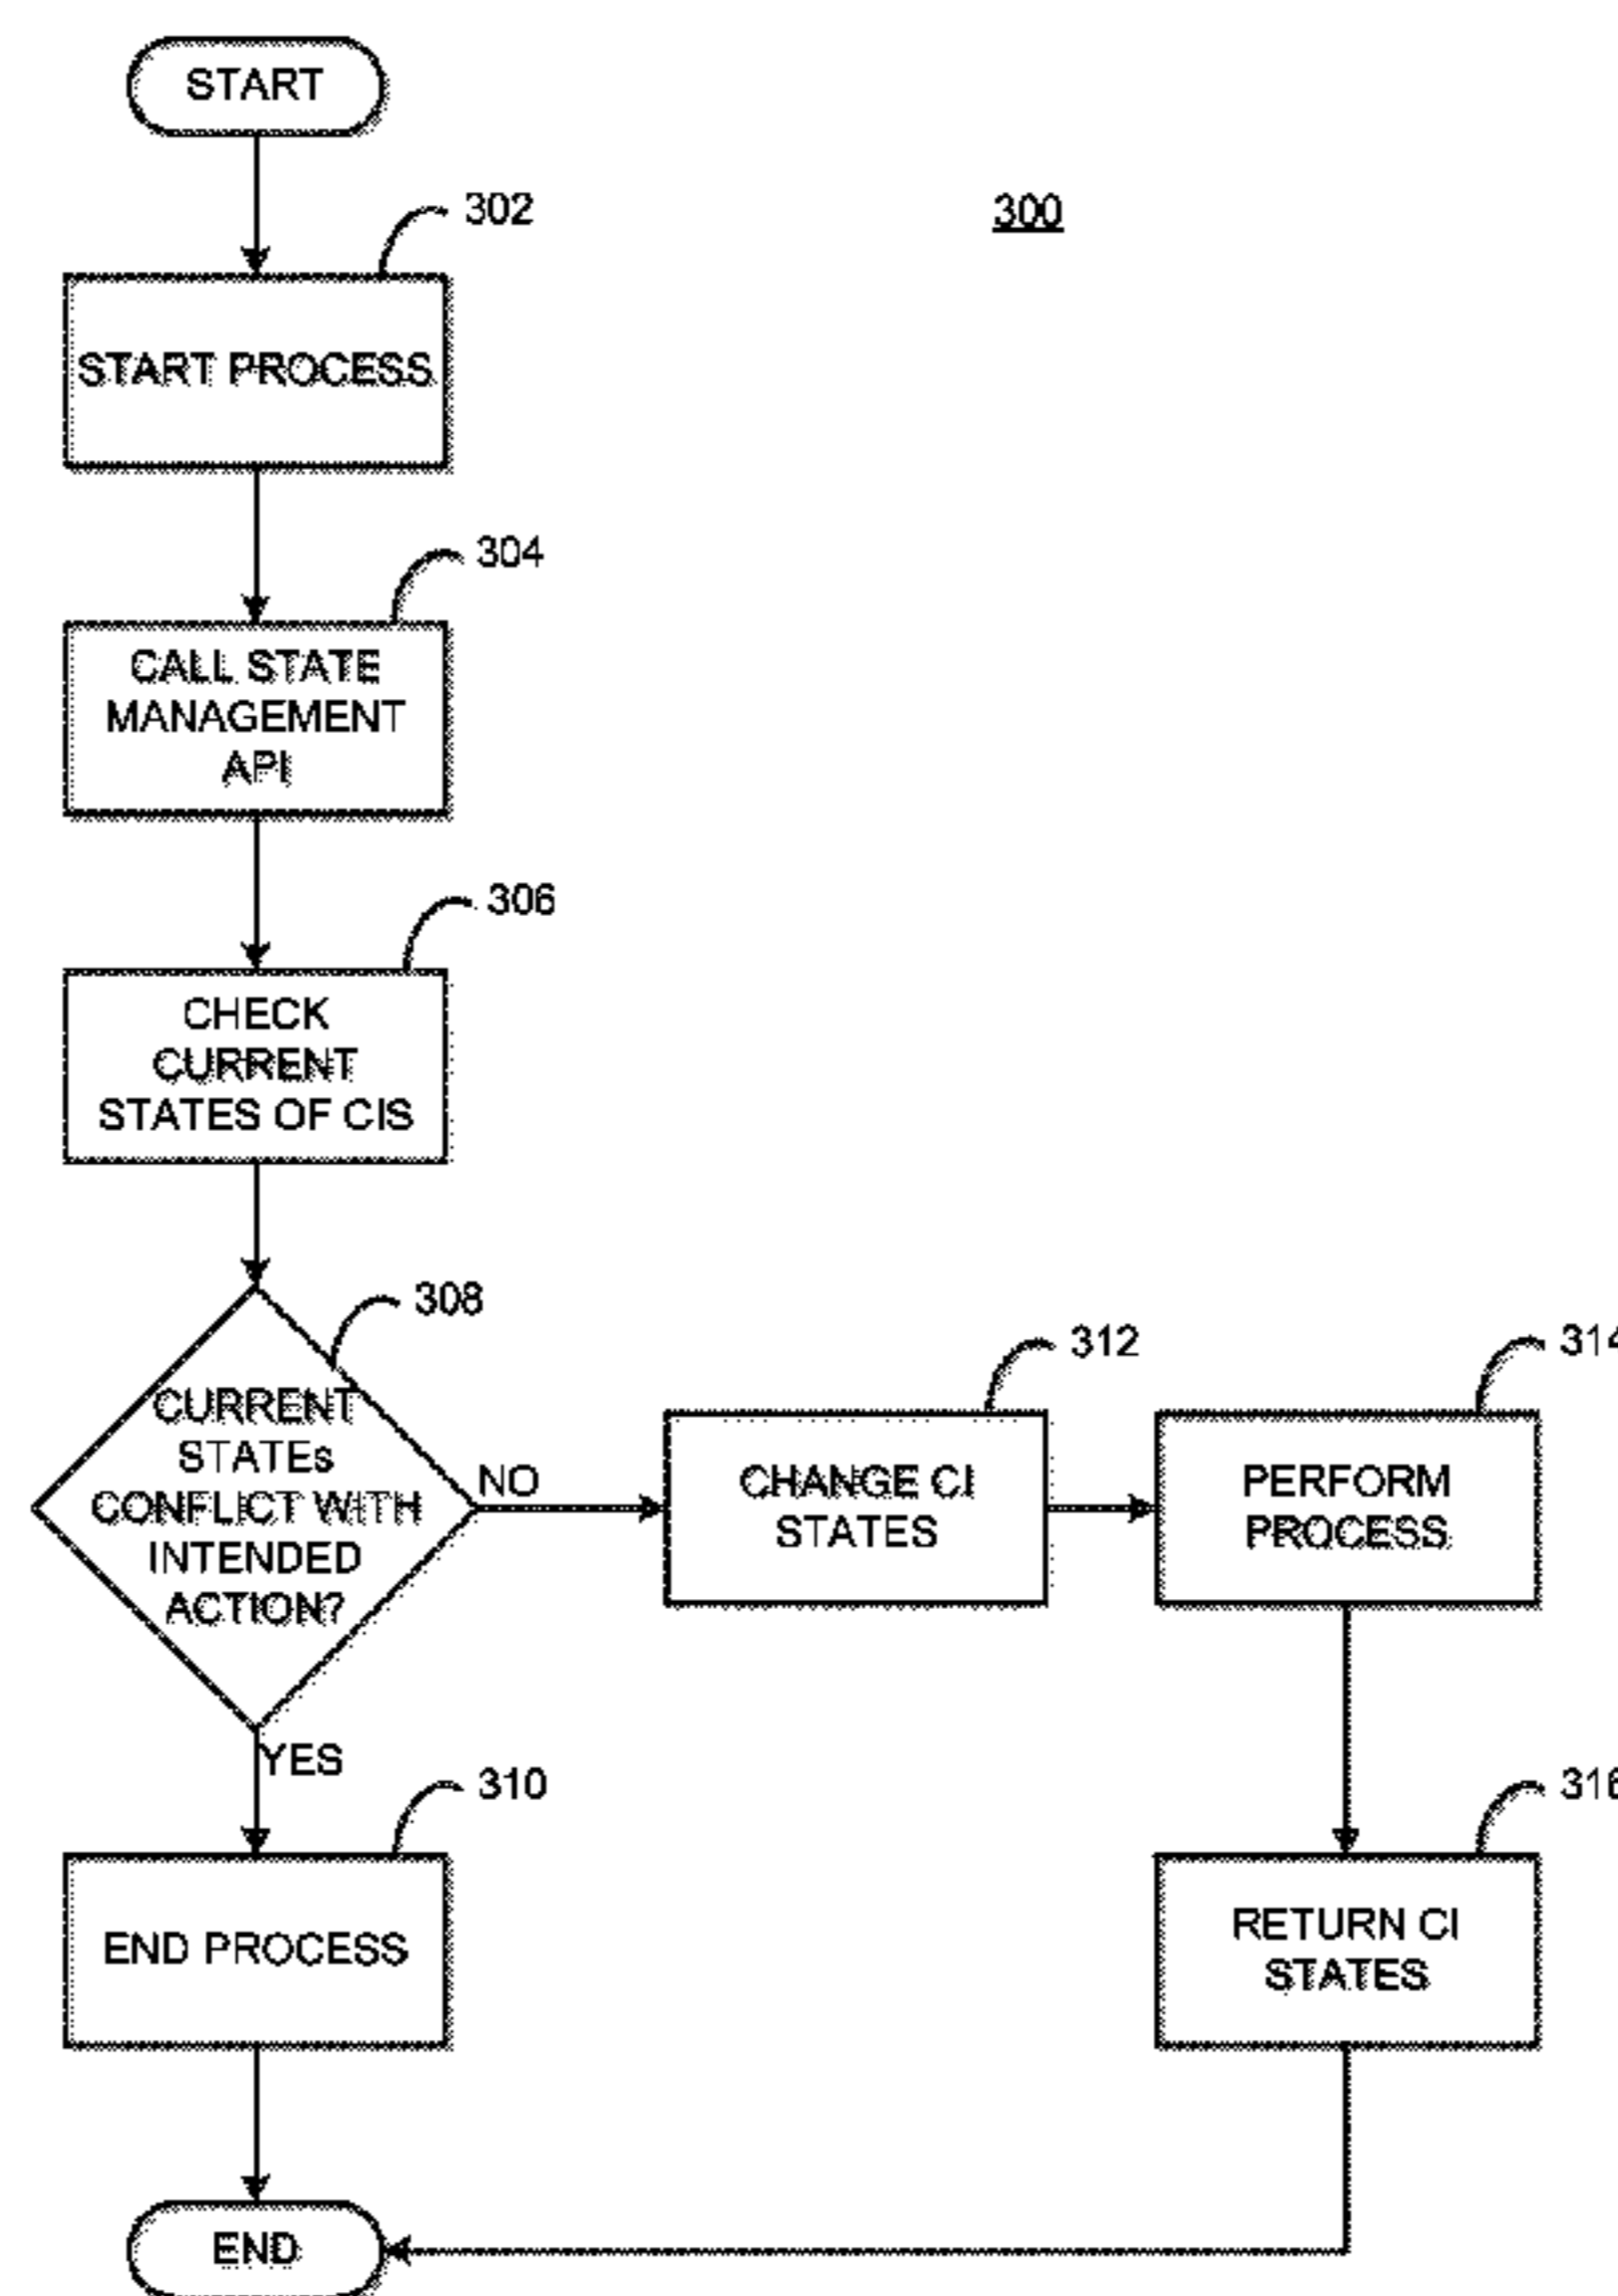 START
302
300
START PROCESS
304
CALL STATE
MANAGEMENT
API
306
CHECK
CURRENT
STATES OF CIS
308
CURRENT
STATEs
CONFLICT WITH
INTENDED
ACTION?
NO
312
CHANGE CI
STATES
314
PERFORM
PROCESS
YES
310
END PROCESS
316
RETURN CI
STATES
END